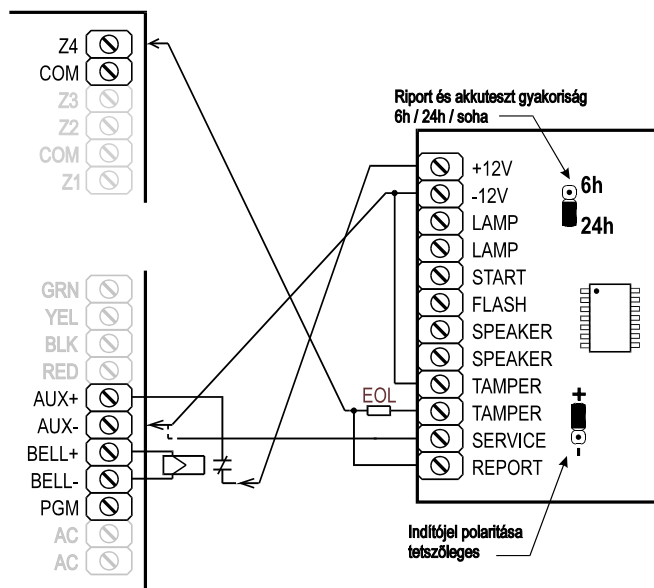 Z4
COM
Z3
Z2
COM
Z1
GRN
YEL
BLK
RED
AUX+
AUX-
BELL+
BELL-
PGM
AC
AC
EOL
Riport és akkuteszt gyakoriság
6h / 24h / soha
+12V
-12V
LAMP
LAMP
START
FLASH
SPEAKER
SPEAKER
TAMPER
TAMPER
SERVICE
REPORT
6h
24h
+
-
Indítójel polaritása
tetszőleges